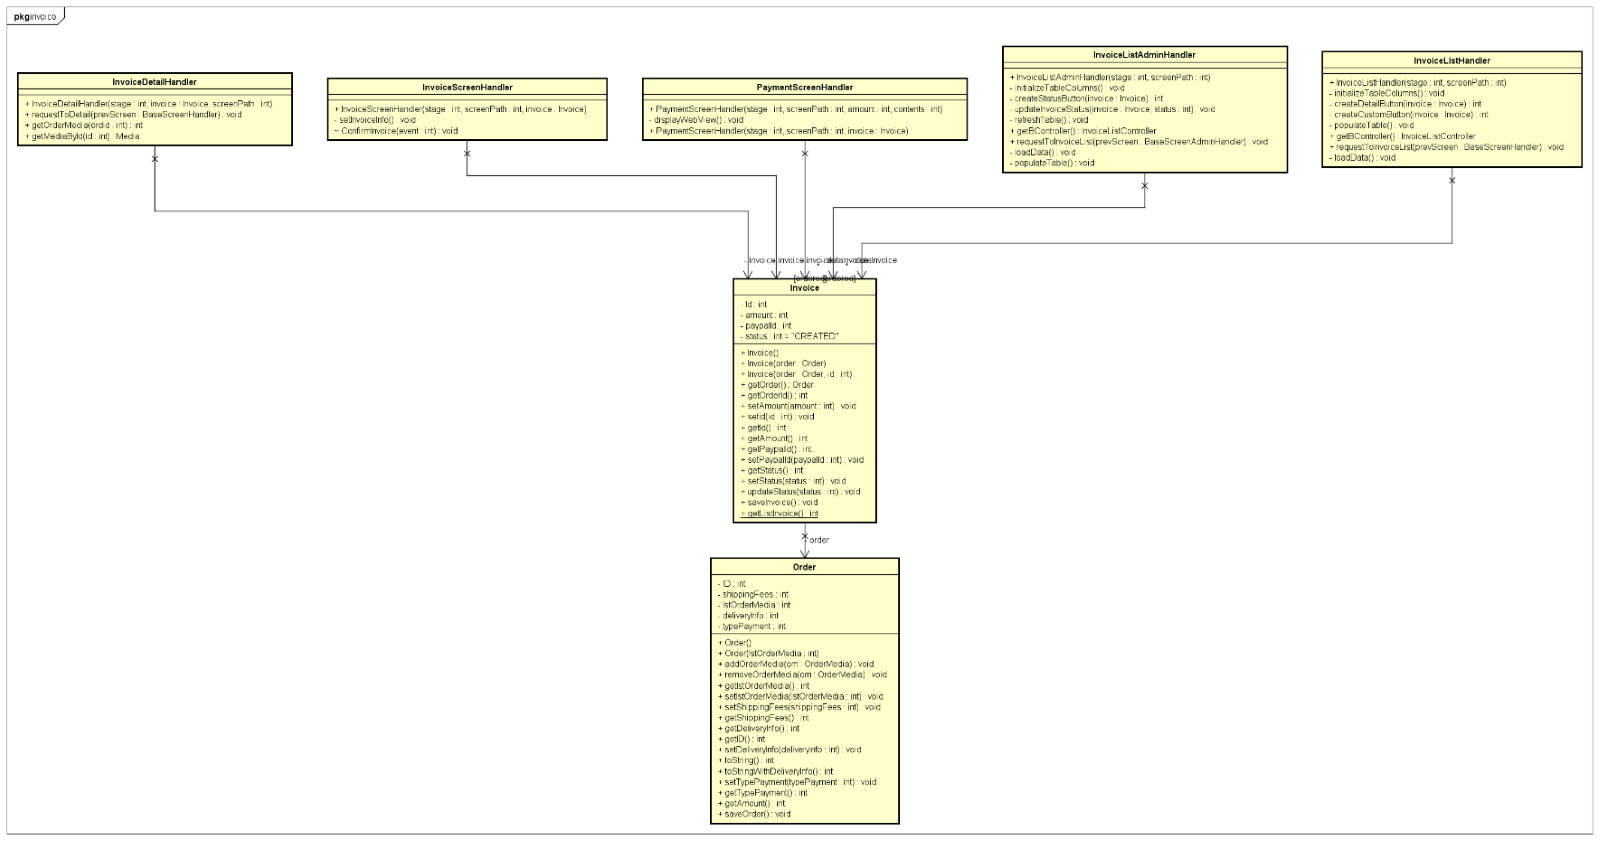 pkg invoice
InvoiceDetailHandler
+ InvoiceDetailHandler(stage : int, invoice : Invoice, screenPath : int)
+ requestToDetail(prevScreen : BaseScreenHandler) : void
+ getOrderMedia(ordid : int) : int
+ getMediaById(id : int) : Media
InvoiceScreenHandler
+ InvoiceScreenHandler(stage : int, screenPath : int, invoice : Invoice)
- setInvoiceInfo() : void
~ ConfirmInvoice(event : int) : void
PaymentScreenHandler
+ PaymentScreenHandler(stage : int, screenPath : int, amount : int, contents : int)
- displayWebView() : void
+ PaymentScreenHandler(stage : int, screenPath : int, invoice : Invoice)
InvoiceListAdminHandler
+ InvoiceListAdminHandler(stage : int, screenPath : int)
- initializeTableColumns() : void
- createStatusButton(invoice : Invoice) : int
- updateInvoiceStatus(invoice : Invoice, status : int) : void
- refreshTable() : void
+ getBController() : InvoiceListController
+ requestToInvoiceList(prevScreen : BaseScreenAdminHandler) : void
- loadData() : void
- populateTable() : void
InvoiceListHandler
+ InvoiceListHandler(stage : int, screenPath : int)
- initializeTableColumns() : void
- createDetailButton(invoice : Invoice) : int
- createCustomButton(invoice : Invoice) : int
- populateTable() : void
+ getBController() : InvoiceListController
+ requestToInvoiceList(prevScreen : BaseScreenHandler) : void
- loadData() : void
- invoice
- invoice
Invoice
- Id : int
- amount : int
- paypalId : int
- status : int = "CREATED"
+ Invoice()
+ Invoice(order : Order)
+ Invoice(order : Order, id : int)
+ getOrder() : Order
+ getOrderId() : int
+ setAmount(amount : int) : void
+ setId(id : int) : void
+ getId() : int
+ getAmount() : int
+ getPaypalId() : int
+ setPaypalId(paypalId : int) : void
+ getStatus() : int
+ setStatus(status : int) : void
+ updateStatus(status : int) : void
+ saveInvoice() : void
+ getListInvoice() : int
- order
Order
- ID : int
- shippingFees : int
- lstOrderMedia : int
- deliveryInfo : int
- typePayment : int
+ Order()
+ Order(lstOrderMedia : int)
+ addOrderMedia(om : OrderMedia) : void
+ removeOrderMedia(om : OrderMedia) : void
+ getlstOrderMedia() : int
+ setlstOrderMedia(lstOrderMedia : int) : void
+ setShippingFees(shippingFees : int) : void
+ getShippingFees() : int
+ getDeliveryInfo() : int
+ getID() : int
+ setDeliveryInfo(deliveryInfo : int) : void
+ toString() : int
+ toStringWithDeliveryInfo() : int
+ setTypePayment(typePayment : int) : void
+ getTypePayment() : int
+ getAmount() : int
+ saveOrder() : void